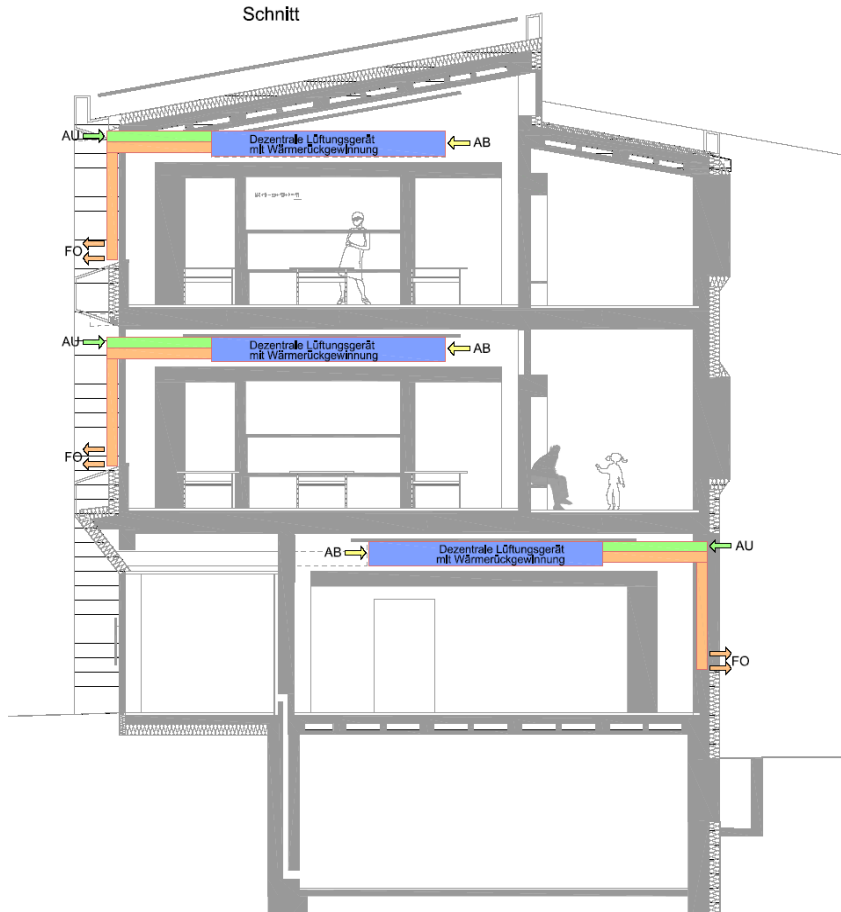 Schnitt
AU
Dezentrale Lüftungsgerät
mit Wärmerückgewinnung
AB
FO
AU
Dezentrale Lüftungsgerät
mit Wärmerückgewinnung
AB
FO
AB
Dezentrale Lüftungsgerät
mit Wärmerückgewinnung
AU
FO